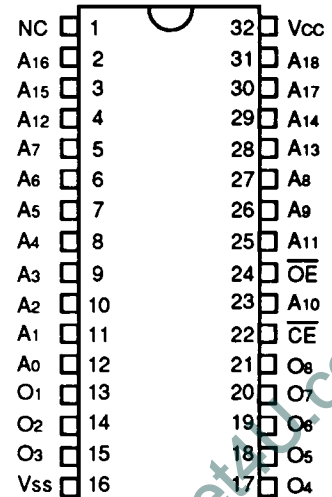 NC 1 32 Vcc
A16 2 31 A18
A15 3 30 A17
A12 4 29 A14
A7 5 28 A13
A6 6 27 A8
A5 7 26 A9
A4 8 25 A11
A3 9 24 OE
A2 10 23 A10
A1 11 22 CE
A0 12 21 O8
O1 13 20 O7
O2 14 19 O6
O3 15 18 O5
Vss 16 17 O4
et4U.co